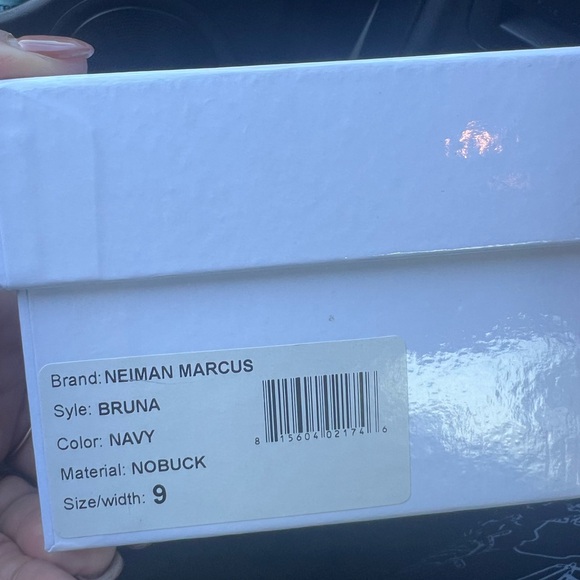 Brand: NEIMAN MARCUS
Syle: BRUNA
Color: NAVY
Material: NOBUCK
Size/width: 9
8 15604 02174 6